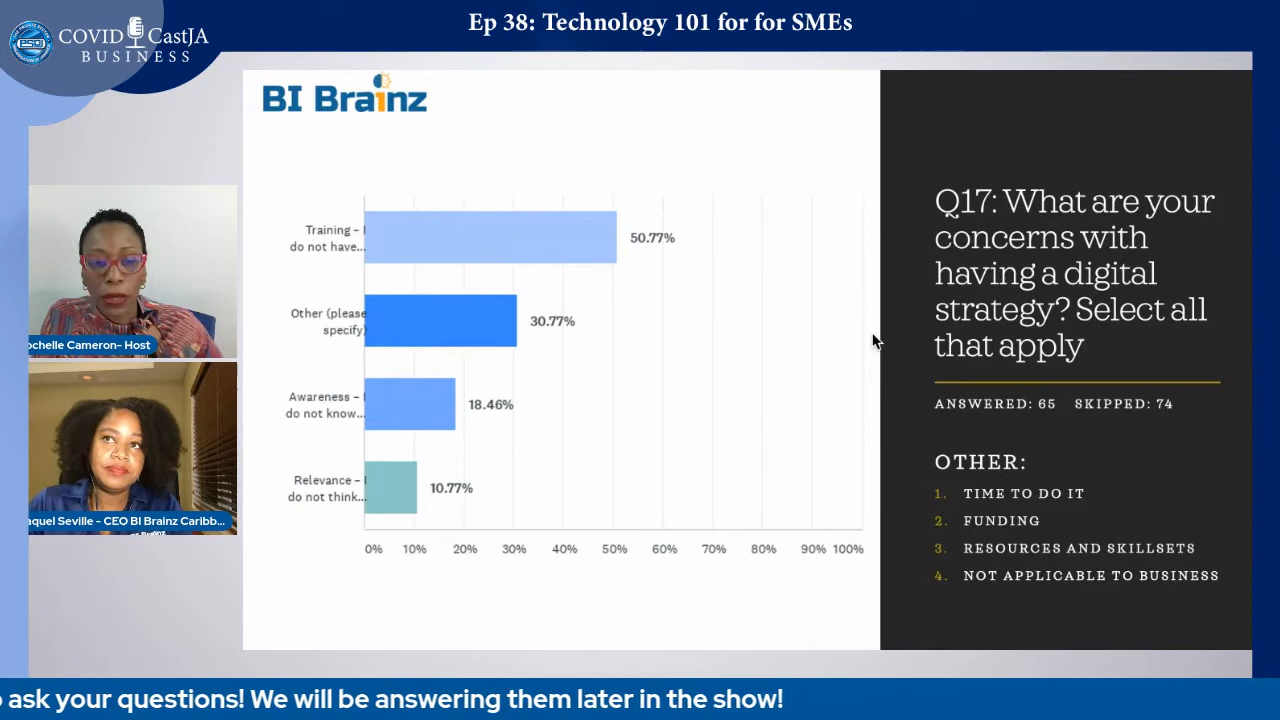 Ep 38: Technology 101 for for SMEs
COVID CastJA
BUSINESS
PSOJ
BI Brainz
Training – I
do not have...
50.77%
Other (please
specify)
30.77%
Awareness – I
do not know...
18.46%
Relevance – I
do not think...
10.77%
0% 10% 20% 30% 40% 50% 60% 70% 80% 90% 100%
Q17: What are your
concerns with
having a digital
strategy? Select all
that apply
ANSWERED: 65 SKIPPED: 74
OTHER:
1. TIME TO DO IT
2. FUNDING
3. RESOURCES AND SKILLSETS
4. NOT APPLICABLE TO BUSINESS
ochelle Cameron- Host
aquel Seville - CEO BI Brainz Caribb...
ask your questions! We will be answering them later in the show!